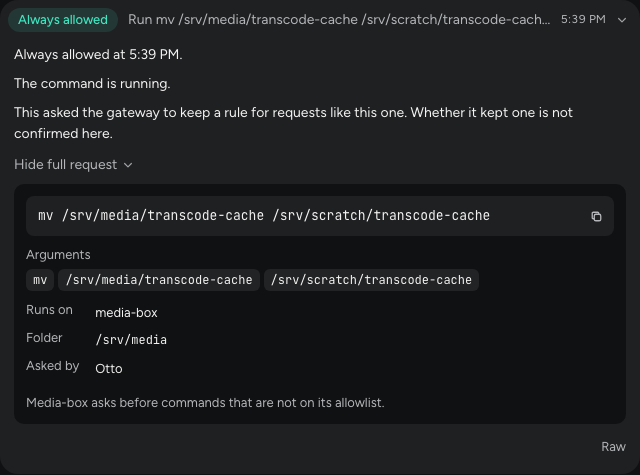 Always allowed Run mv /srv/media/transcode-cache /srv/scratch/transcode-cach... 5:39 PM
Always allowed at 5:39 PM.
The command is running.
This asked the gateway to keep a rule for requests like this one. Whether it kept one is not
confirmed here.
Hide full request
mv /srv/media/transcode-cache /srv/scratch/transcode-cache
Arguments
mv /srv/media/transcode-cache /srv/scratch/transcode-cache
Runs on media-box
Folder /srv/media
Asked by Otto
Media-box asks before commands that are not on its allowlist.
Raw